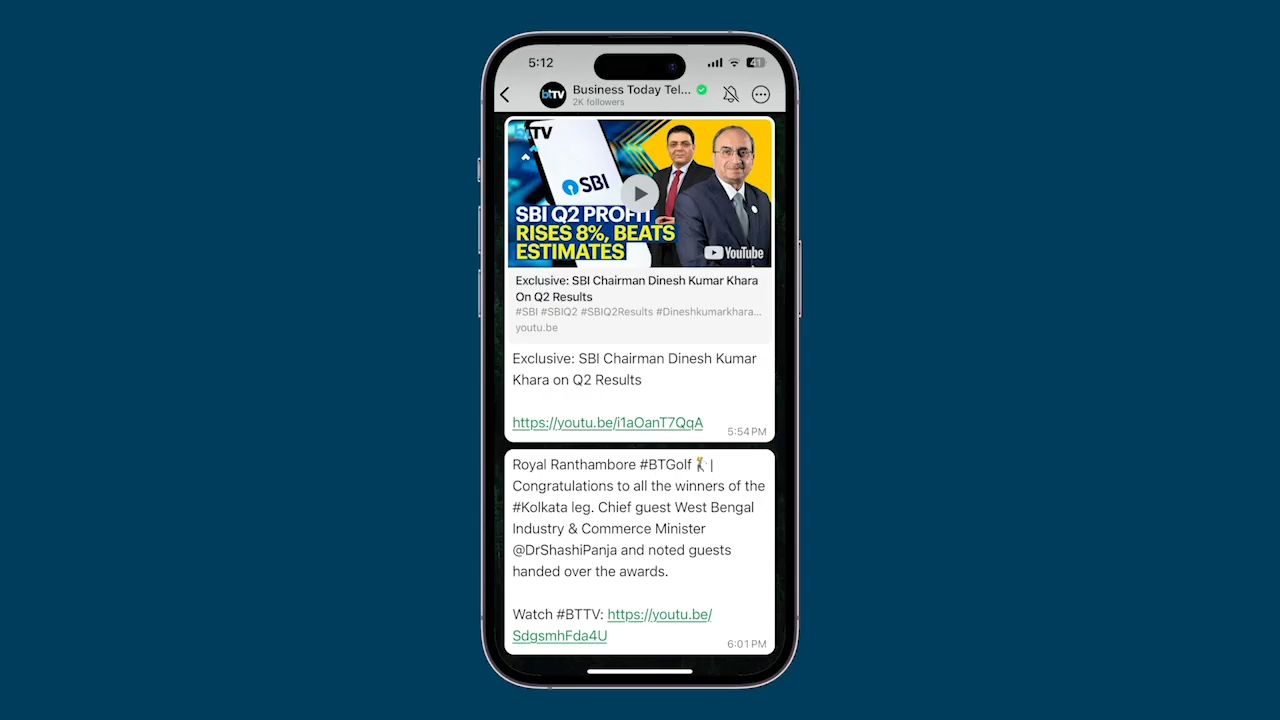 5:12
41
btTV
Business Today Tel...
2K followers
btTV
SBI
SBI Q2 PROFIT
RISES 8%, BEATS
ESTIMATES
YouTube
Exclusive: SBI Chairman Dinesh Kumar Khara
On Q2 Results
#SBI #SBIQ2 #SBIQ2Results #Dineshkumarkhara...
youtu.be
Exclusive: SBI Chairman Dinesh Kumar
Khara on Q2 Results
https://youtu.be/i1aOanT7QqA
5:54 PM
Royal Ranthambore #BTGolf🏌|
Congratulations to all the winners of the
#Kolkata leg. Chief guest West Bengal
Industry & Commerce Minister
@DrShashiPanja and noted guests
handed over the awards.
Watch #BTTV: https://youtu.be/
SdgsmhFda4U
6:01 PM